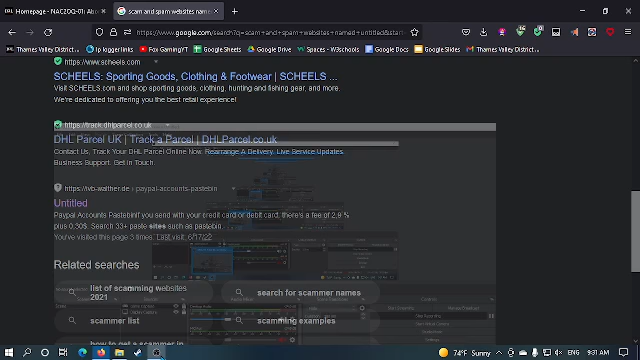 Homepage - NAC2OQ-01: Abo
scam and spam websites name
https://www.google.com/search?q=scam+and+spam+websites+named+untitled&start
Thames Valley District ...
Ip logger links
Fox Gaming YT
Google Sheets
Google Drive
Spaces - W3schools
Google Docs
Google Slides
Thames Valley District ...
https://www.scheels.com
SCHEELS: Sporting Goods, Clothing & Footwear | SCHEELS ...
Visit SCHEELS.com and shop sporting goods, clothing, hunting and fishing gear, and more.
We're dedicated to offering you the best retail experience!
https://track.dhlparcel.co.uk
DHL Parcel UK | Track a Parcel | DHLParcel.co.uk
Contact Us, Track Your DHL Parcel Online Now. Rearrange A Delivery. Live Service Updates.
Business Support. Get in Touch.
https://tvb-walther.de › paypal-accounts-pastebin
Untitled
Paypal Accounts PastebinIf you send with your credit card or debit card, there's a fee of 2.9%
plus 0.30$. Search 33+ paste sites such as pastebin.
You've visited this page 3 times. Last visit: 6/17/22
Related searches
list of scamming websites
2021
search for scammer names
scammer list
scamming examples
how to get a scammer in
74°F Sunny
9:31 AM